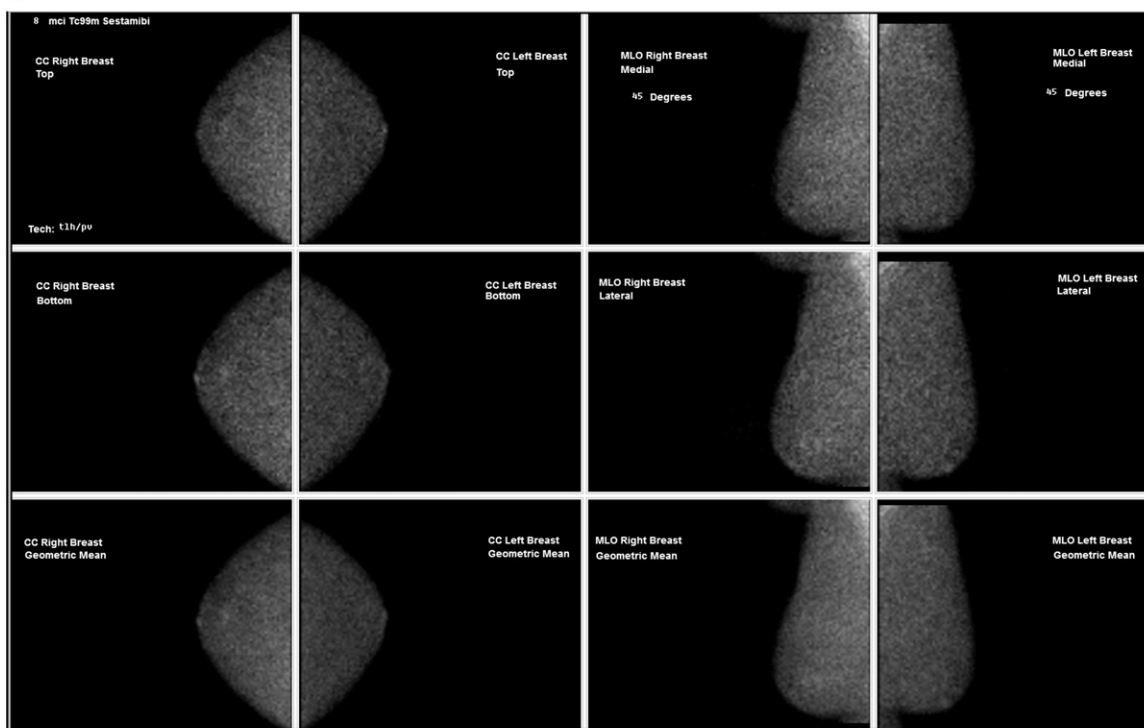 8 mci Tc99m Sestamibi
CC Right Breast
Top
CC Left Breast
Top
MLO Right Breast
Medial
45 Degrees
MLO Left Breast
Medial
45 Degrees
Tech: tlh/pv
CC Right Breast
Bottom
CC Left Breast
Bottom
MLO Right Breast
Lateral
MLO Left Breast
Lateral
CC Right Breast
Geometric Mean
CC Left Breast
Geometric Mean
MLO Right Breast
Geometric Mean
MLO Left Breast
Geometric Mean